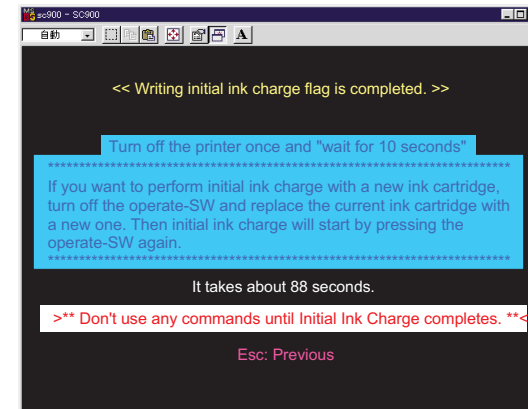 sc900 - SC900
自動
A
<< Writing initial ink charge flag is completed. >>
Turn off the printer once and "wait for 10 seconds"
**************************************************************************
If you want to perform initial ink charge with a new ink cartridge,
turn off the operate-SW and replace the current ink cartridge with
a new one. Then initial ink charge will start by pressing the
operate-SW again.
**************************************************************************
It takes about 88 seconds.
>** Don't use any commands until Initial Ink Charge completes. **<
Esc: Previous